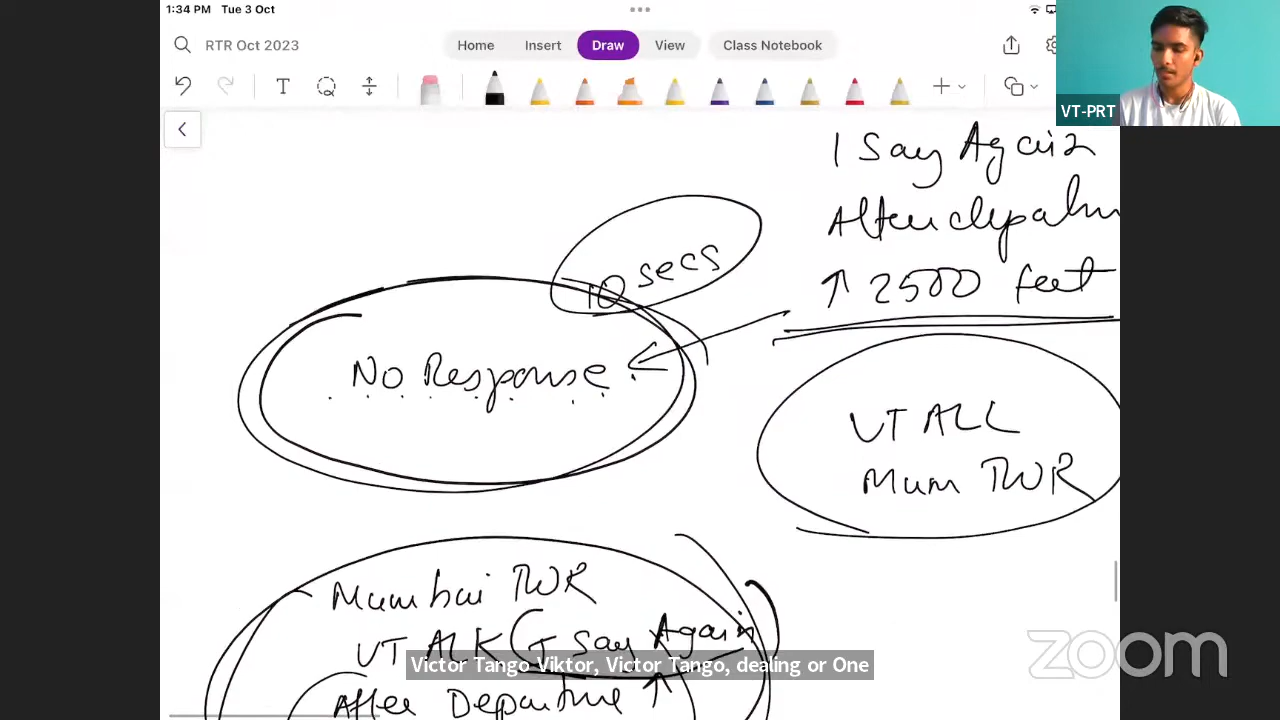 1:34 PM Tue 3 Oct
RTR Oct 2023
Home Insert Draw View Class Notebook
VT-PRT
I Say Again
After
↑ 2500 feet
10 secs
No Response
VT ALL
Mum TWR
Mumbai TWR
VT ALK (I Say Again)
After Departure ↑
Victor Tango Viktor, Victor Tango, dealing or One
zoom